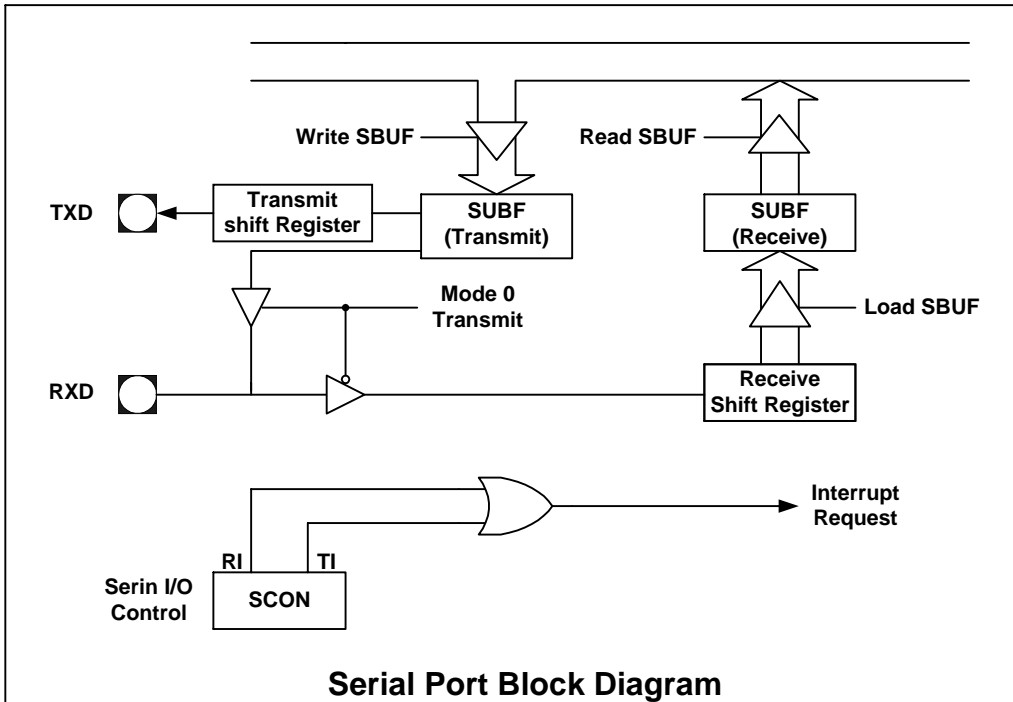 Write SBUF
Read SBUF
TXD
Transmit
shift Register
SUBF
(Transmit)
SUBF
(Receive)
Mode 0
Transmit
Load SBUF
RXD
Receive
Shift Register
Interrupt
Request
RI
TI
Serin I/O
Control
SCON
Serial Port Block Diagram